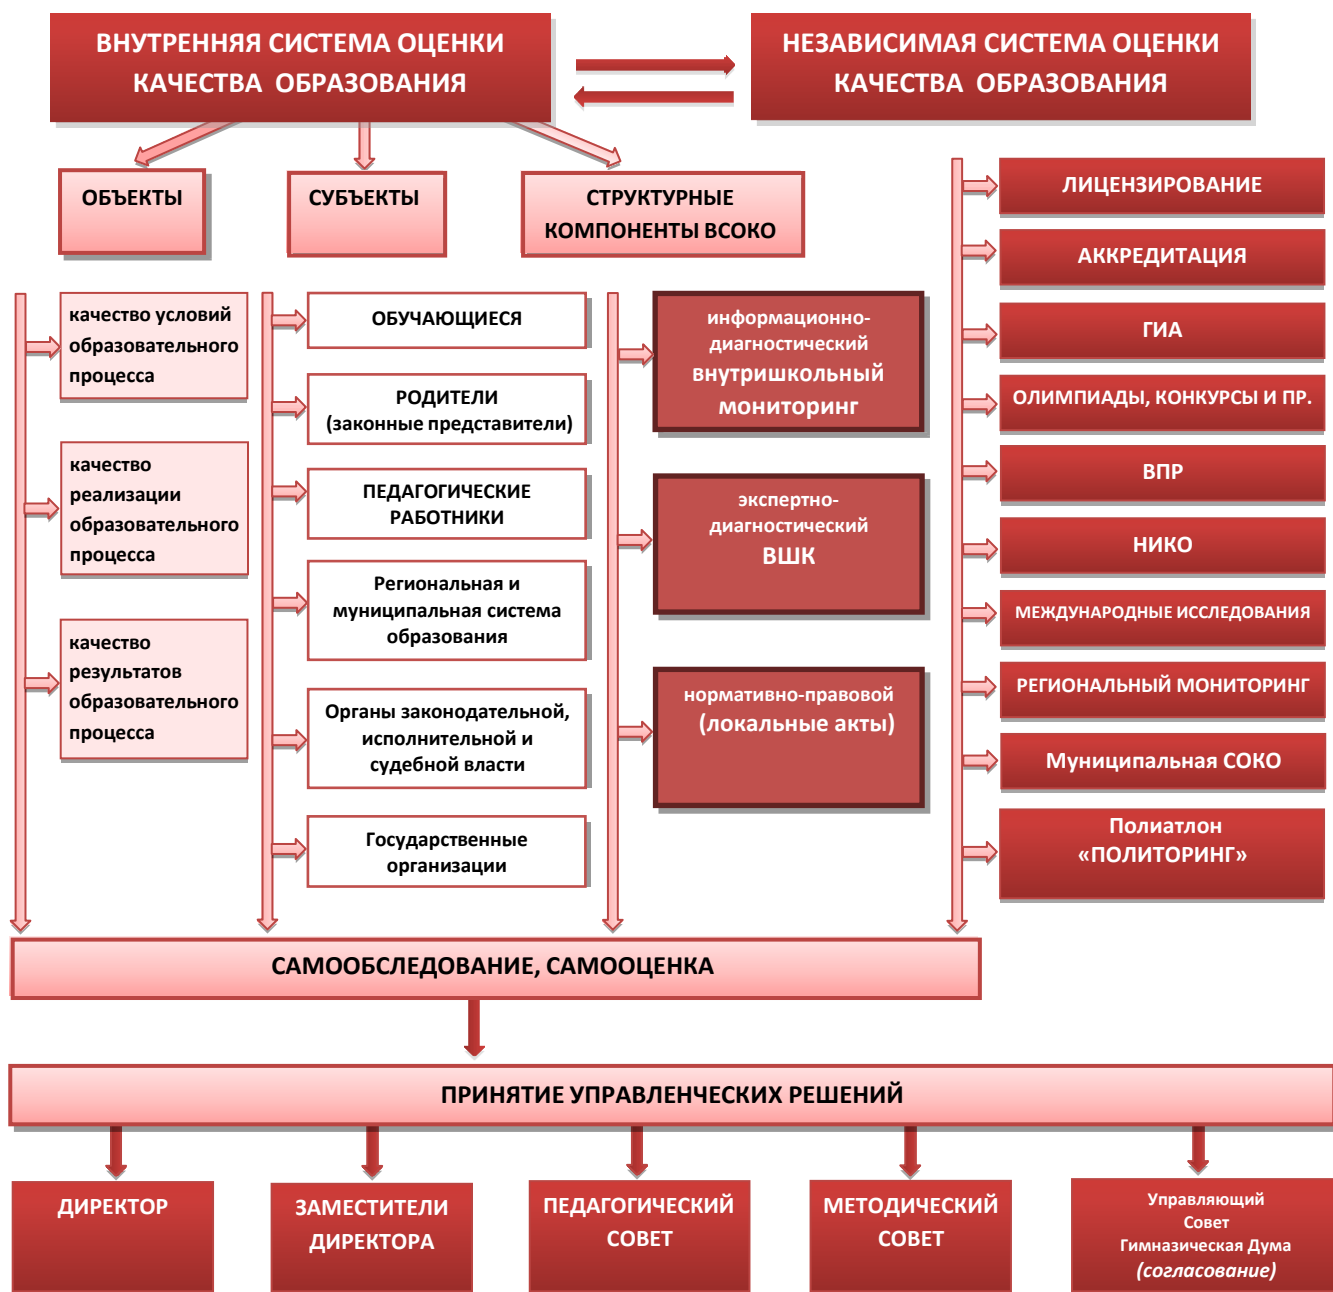 ВНУТРЕННЯЯ СИСТЕМА ОЦЕНКИ
КАЧЕСТВА ОБРАЗОВАНИЯ
НЕЗАВИСИМАЯ СИСТЕМА ОЦЕНКИ
КАЧЕСТВА ОБРАЗОВАНИЯ
ОБЪЕКТЫ
СУБЪЕКТЫ
СТРУКТУРНЫЕ
КОМПОНЕНТЫ ВСОКО
качество условий
образовательного
процесса
качество
реализации
образовательного
процесса
качество
результатов
образовательного
процесса
ОБУЧАЮЩИЕСЯ
РОДИТЕЛИ
(законные представители)
ПЕДАГОГИЧЕСКИЕ
РАБОТНИКИ
Региональная и
муниципальная система
образования
Органы законодательной,
исполнительной и
судебной власти
Государственные
организации
информационно-
диагностический
внутришкольный
мониторинг
экспертно-
диагностический
ВШК
нормативно-правовой
(локальные акты)
ЛИЦЕНЗИРОВАНИЕ
АККРЕДИТАЦИЯ
ГИА
ОЛИМПИАДЫ, КОНКУРСЫ И ПР.
ВПР
НИКО
МЕЖДУНАРОДНЫЕ ИССЛЕДОВАНИЯ
РЕГИОНАЛЬНЫЙ МОНИТОРИНГ
Муниципальная СОКО
Полиатлон
«ПОЛИТОРИНГ»
САМООБСЛЕДОВАНИЕ, САМООЦЕНКА
ПРИНЯТИЕ УПРАВЛЕНЧЕСКИХ РЕШЕНИЙ
ДИРЕКТОР
ЗАМЕСТИТЕЛИ
ДИРЕКТОРА
ПЕДАГОГИЧЕСКИЙ
СОВЕТ
МЕТОДИЧЕСКИЙ
СОВЕТ
Управляющий
Совет
Гимназическая Дума
(согласование)